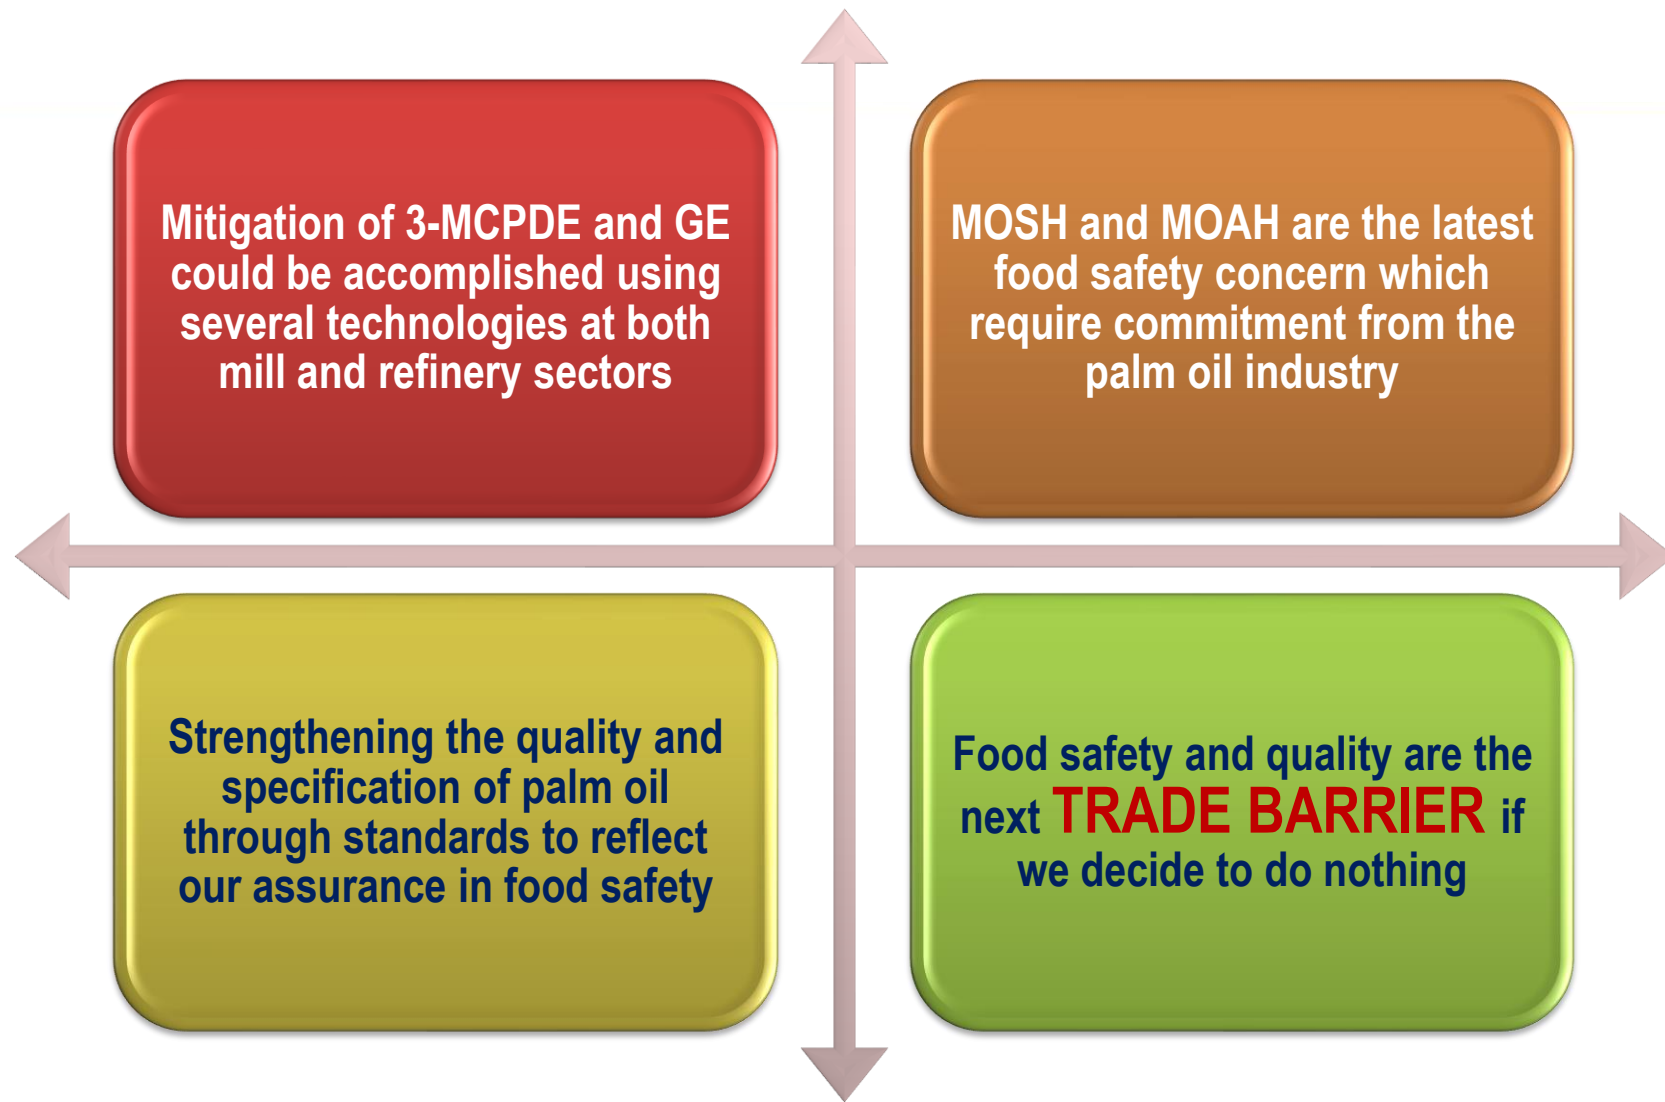 Mitigation of 3-MCPDE and GE
could be accomplished using
several technologies at both
mill and refinery sectors
MOSH and MOAH are the latest
food safety concern which
require commitment from the
palm oil industry
Strengthening the quality and
specification of palm oil
through standards to reflect
our assurance in food safety
Food safety and quality are the
next TRADE BARRIER if
we decide to do nothing